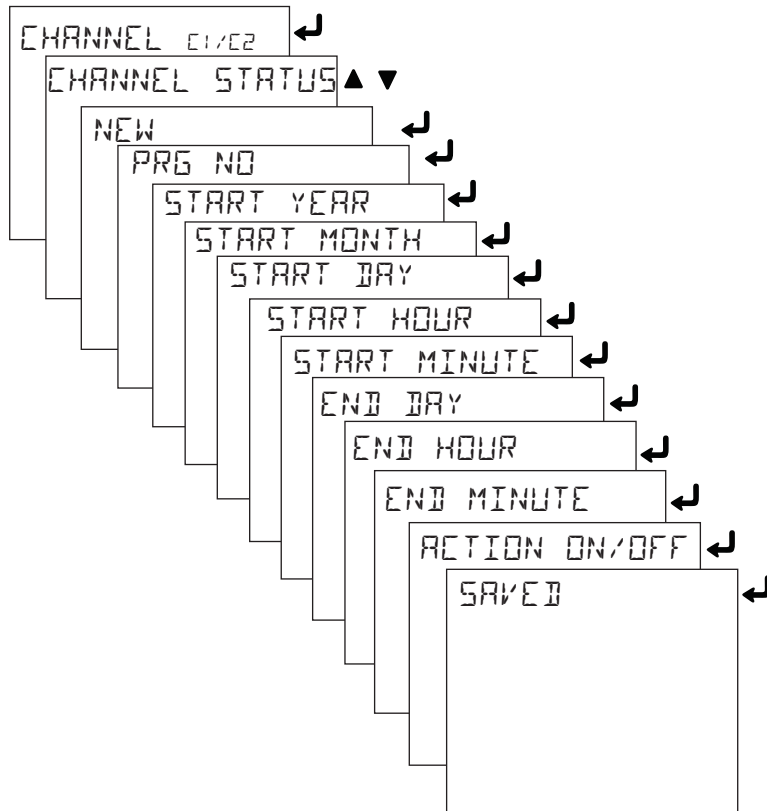 CHANNEL C1/C2
CHANNEL STATUS
NEW
PRG NO
START YEAR
START MONTH
START DAY
START HOUR
START MINUTE
END DAY
END HOUR
END MINUTE
ACTION ON/OFF
SAVED